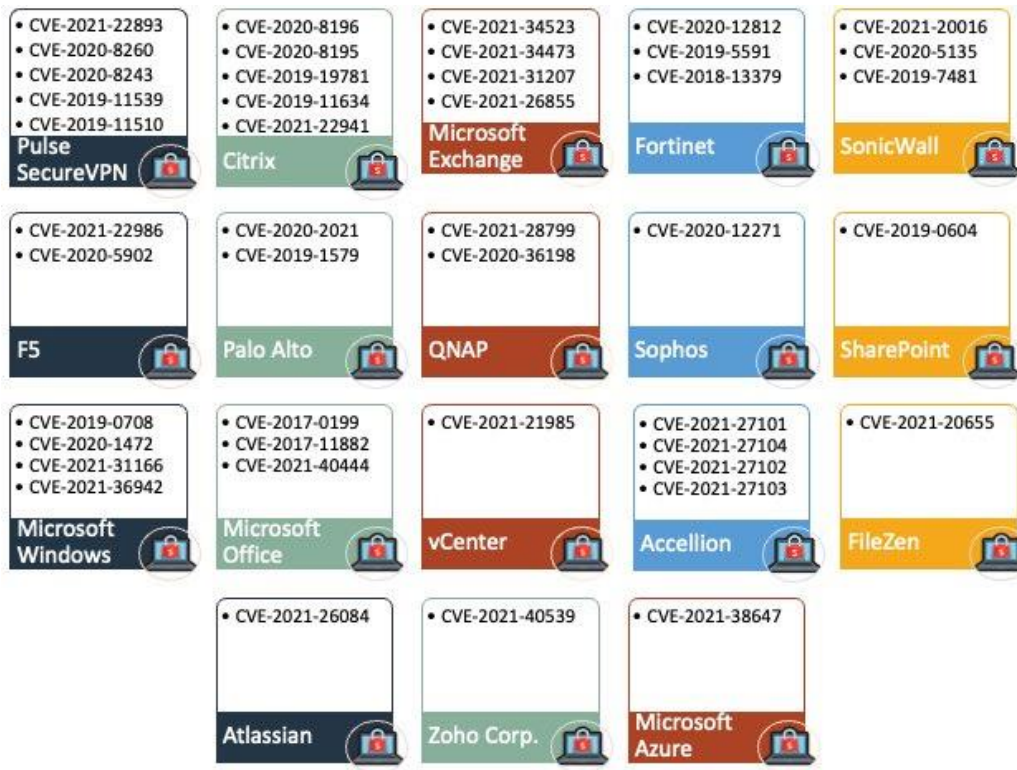 • CVE-2021-22893
• CVE-2020-8260
• CVE-2020-8243
• CVE-2019-11539
• CVE-2019-11510
Pulse
SecureVPN
• CVE-2020-8196
• CVE-2020-8195
• CVE-2019-19781
• CVE-2019-11634
• CVE-2021-22941
Citrix
• CVE-2021-34523
• CVE-2021-34473
• CVE-2021-31207
• CVE-2021-26855
Microsoft
Exchange
• CVE-2020-12812
• CVE-2019-5591
• CVE-2018-13379
Fortinet
• CVE-2021-20016
• CVE-2020-5135
• CVE-2019-7481
SonicWall
• CVE-2021-22986
• CVE-2020-5902
F5
• CVE-2020-2021
• CVE-2019-1579
Palo Alto
• CVE-2021-28799
• CVE-2020-36198
QNAP
• CVE-2020-12271
Sophos
• CVE-2019-0604
SharePoint
• CVE-2019-0708
• CVE-2020-1472
• CVE-2021-31166
• CVE-2021-36942
Microsoft
Windows
• CVE-2017-0199
• CVE-2017-11882
• CVE-2021-40444
Microsoft
Office
• CVE-2021-21985
vCenter
• CVE-2021-27101
• CVE-2021-27104
• CVE-2021-27102
• CVE-2021-27103
Accellion
• CVE-2021-20655
FileZen
• CVE-2021-26084
Atlassian
• CVE-2021-40539
Zoho Corp.
• CVE-2021-38647
Microsoft
Azure